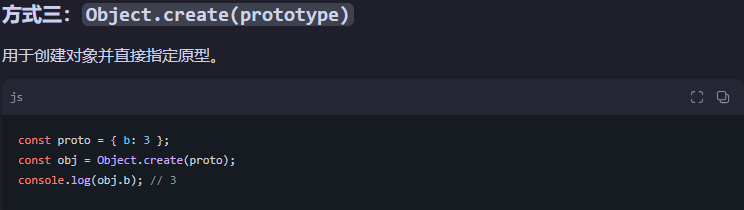 方式三：Object.create(prototype)
用于创建对象并直接指定原型。
js
const proto = { b: 3 };
const obj = Object.create(proto);
console.log(obj.b); // 3